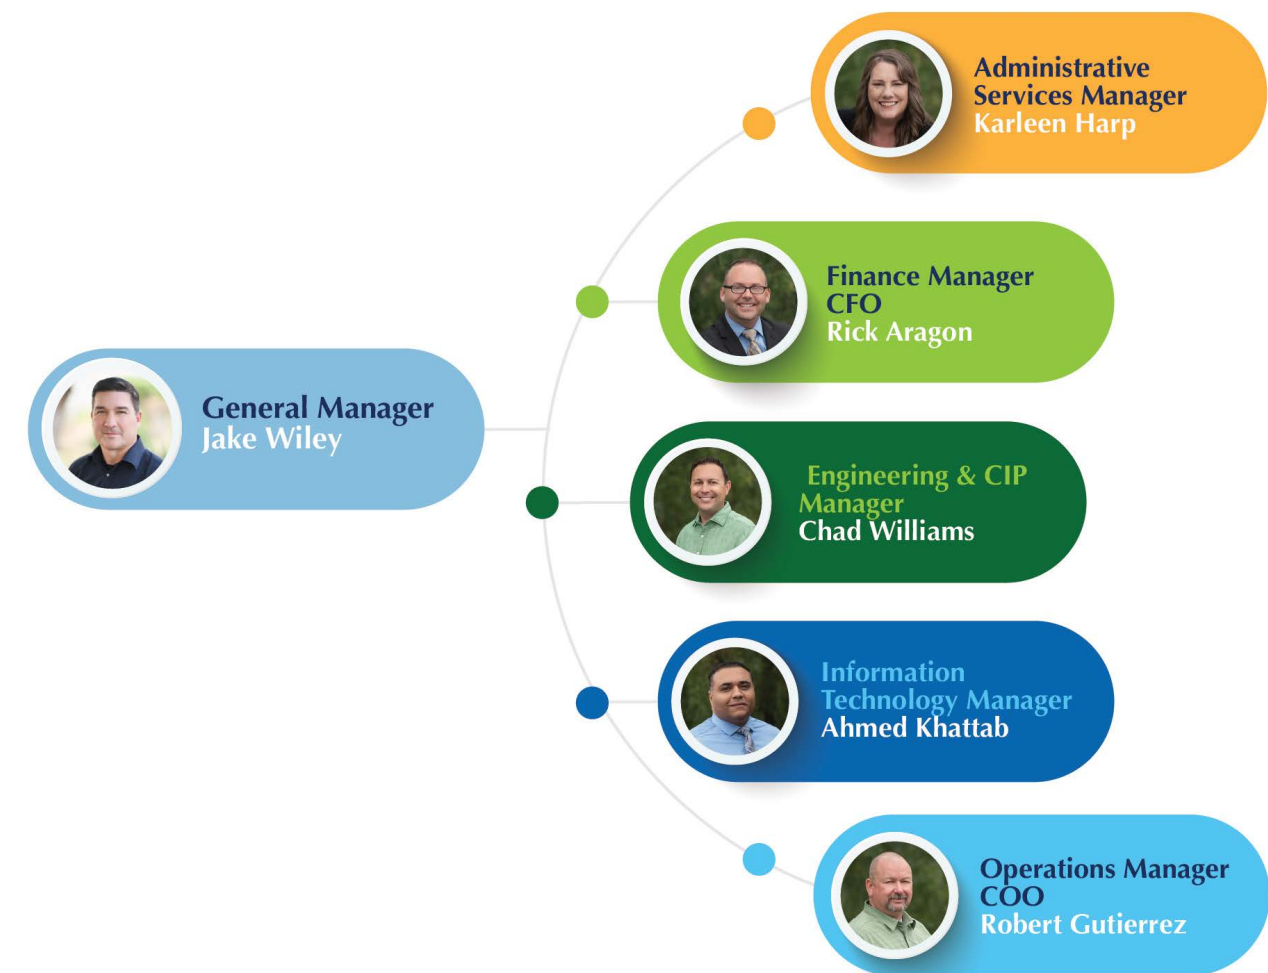 Administrative
Services Manager
Karleen Harp
Finance Manager
CFO
Rick Aragon
General Manager
Jake Wiley
Engineering & CIP
Manager
Chad Williams
Information
Technology Manager
Ahmed Khattab
Operations Manager
COO
Robert Gutierrez